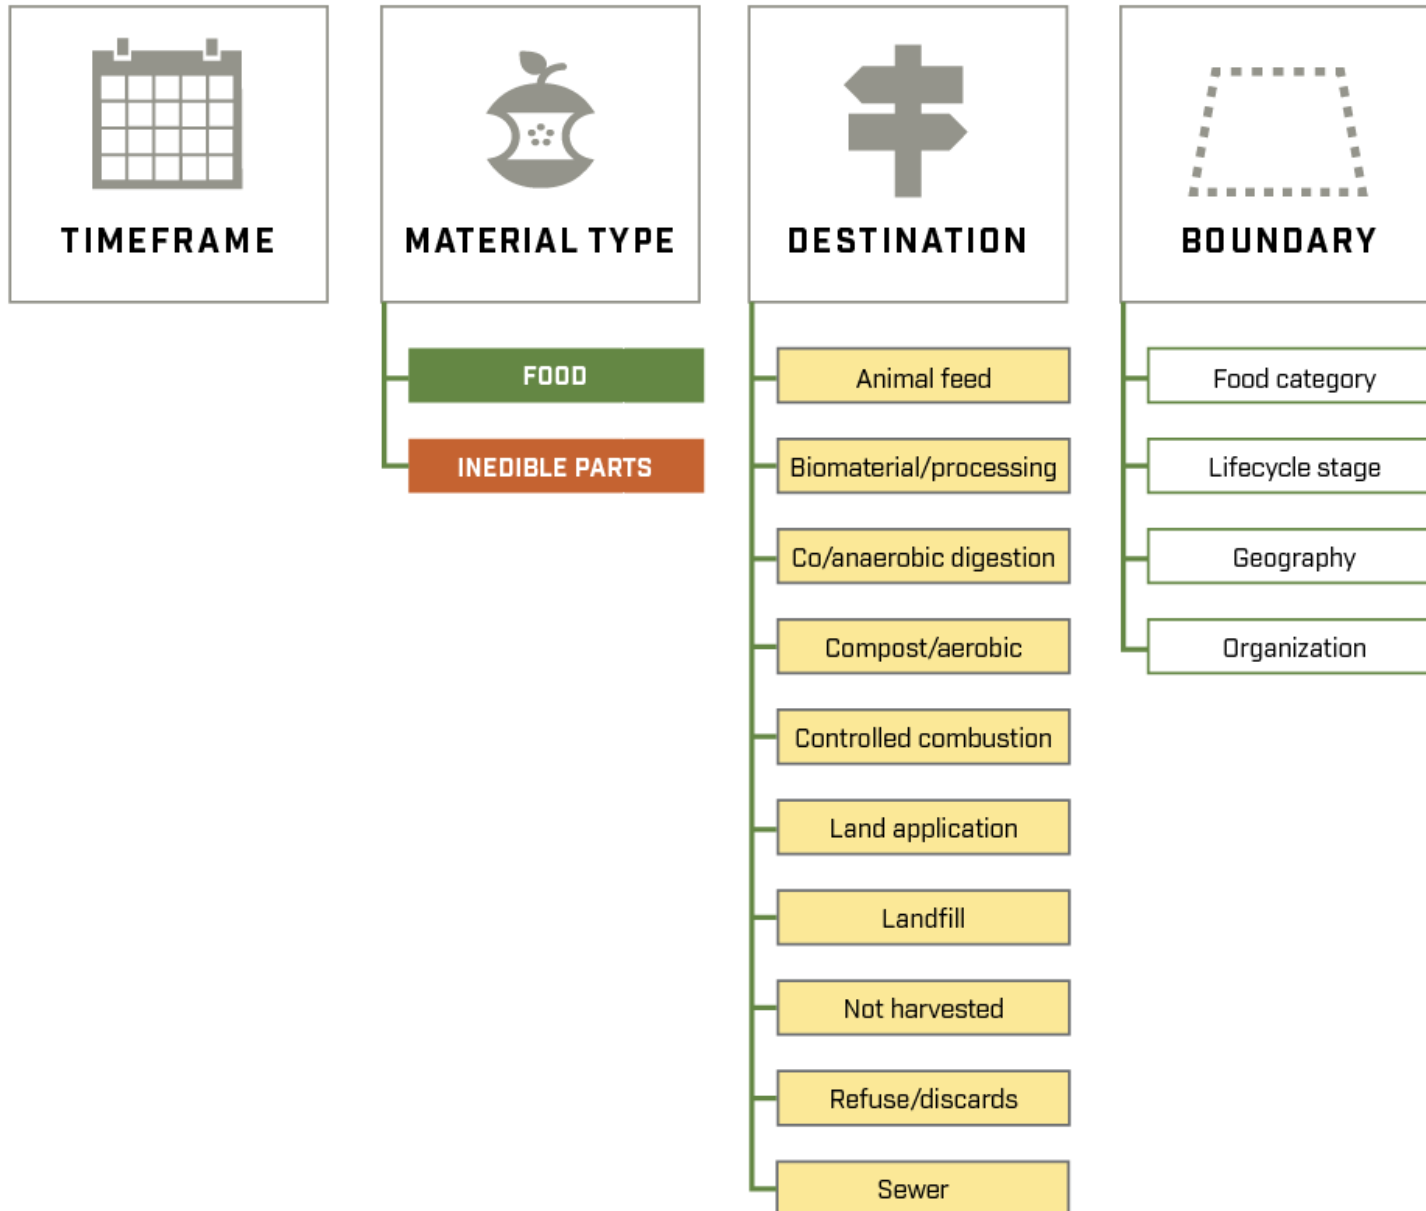 TIMEFRAME
MATERIAL TYPE
FOOD
INEDIBLE PARTS
DESTINATION
Animal feed
Biomaterial/processing
Co/anaerobic digestion
Compost/aerobic
Controlled combustion
Land application
Landfill
Not harvested
Refuse/discards
Sewer
BOUNDARY
Food category
Lifecycle stage
Geography
Organization